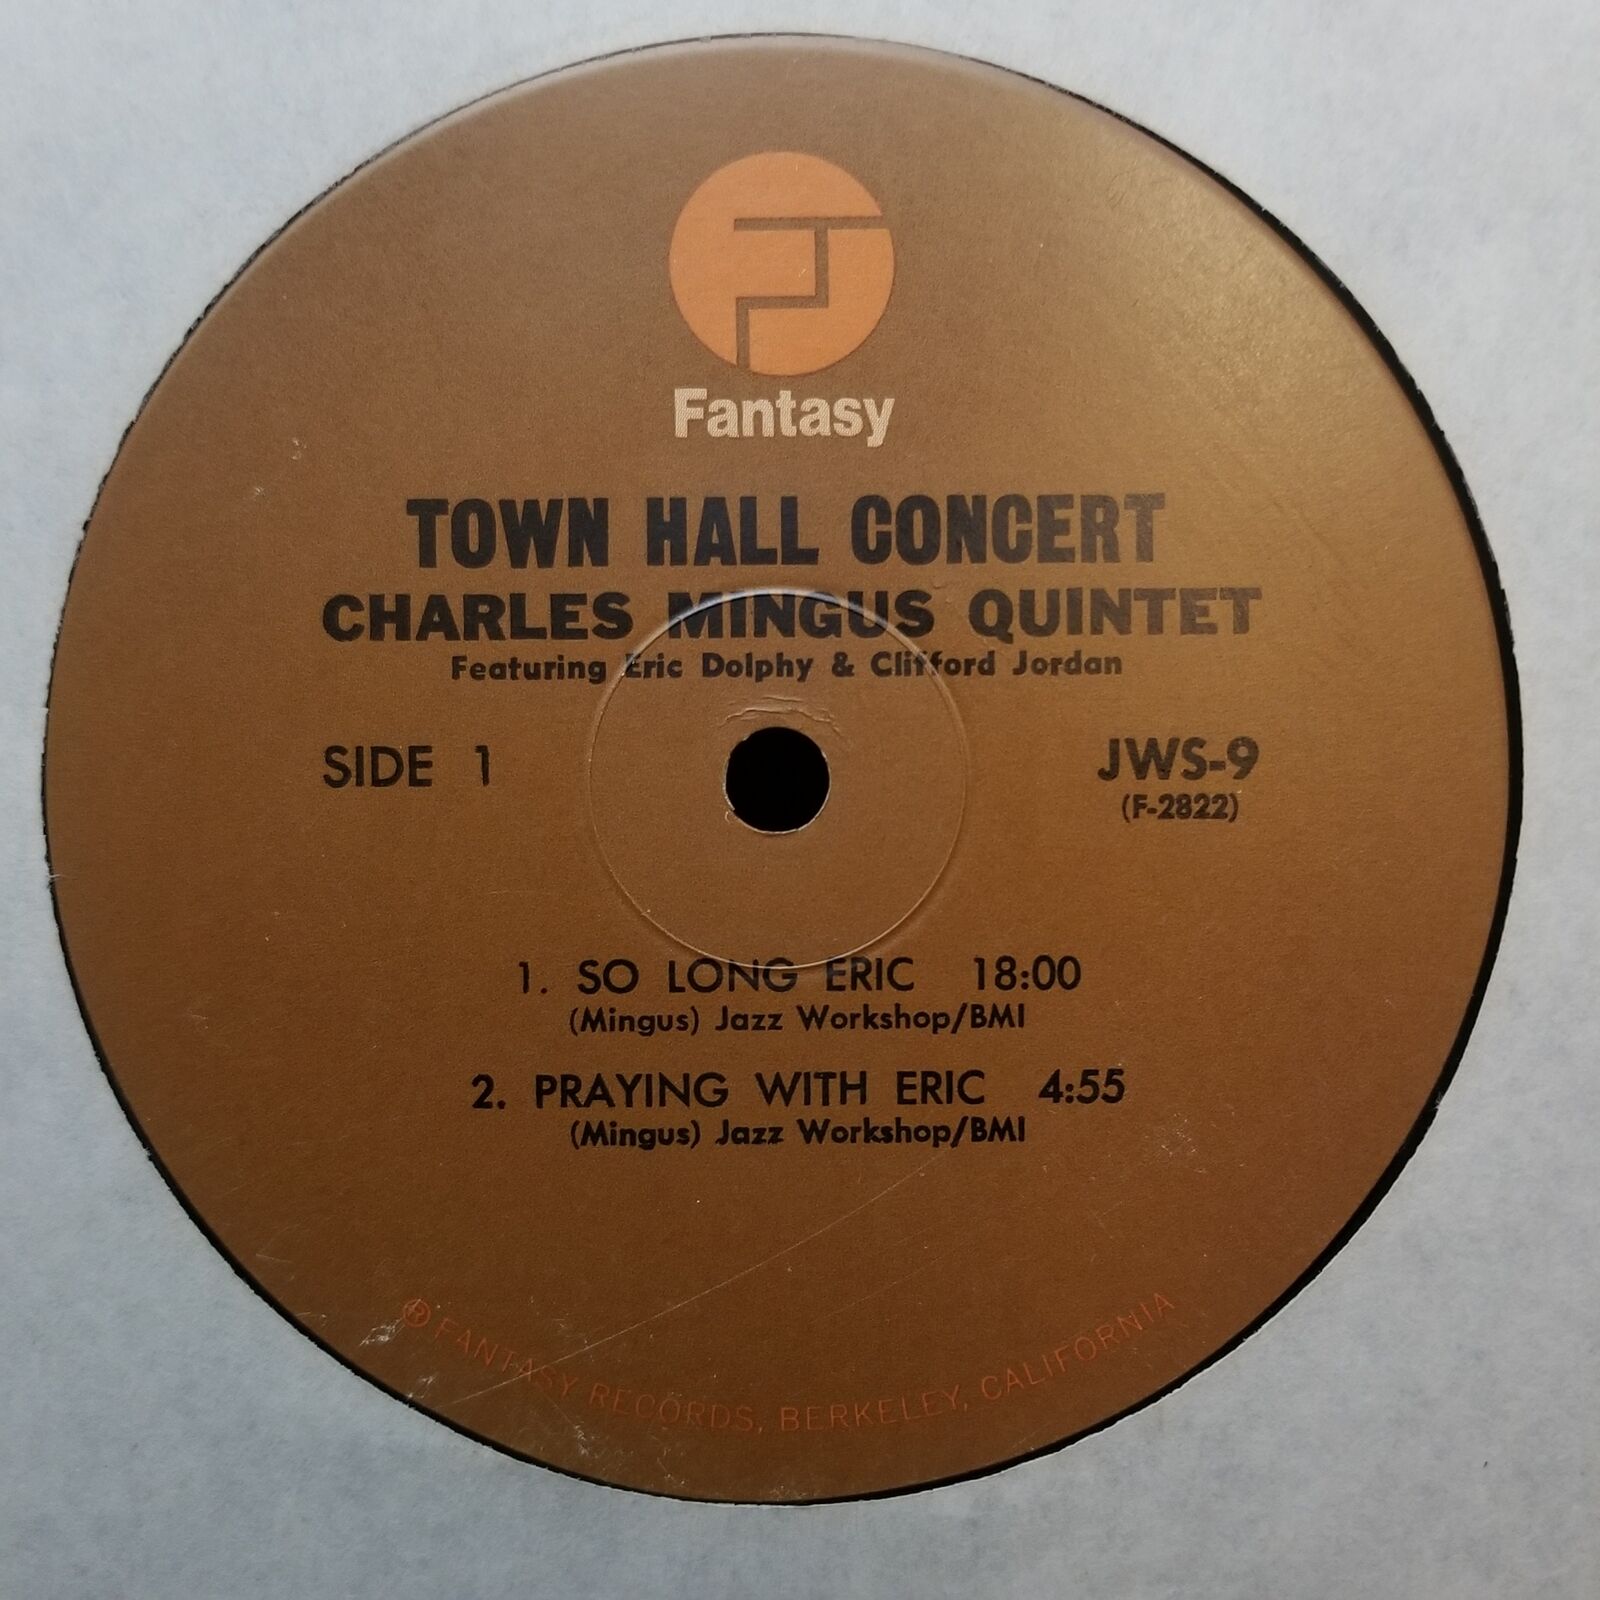 Fantasy
TOWN HALL CONCERT
CHARLES MINGUS QUINTET
Featuring Eric Dolphy & Clifford Jordan
SIDE 1
JWS-9
(F-2822)
1. SO LONG ERIC 18:00
(Mingus) Jazz Workshop/BMI
2. PRAYING WITH ERIC 4:55
(Mingus) Jazz Workshop/BMI
® FANTASY RECORDS, BERKELEY, CALIFORNIA